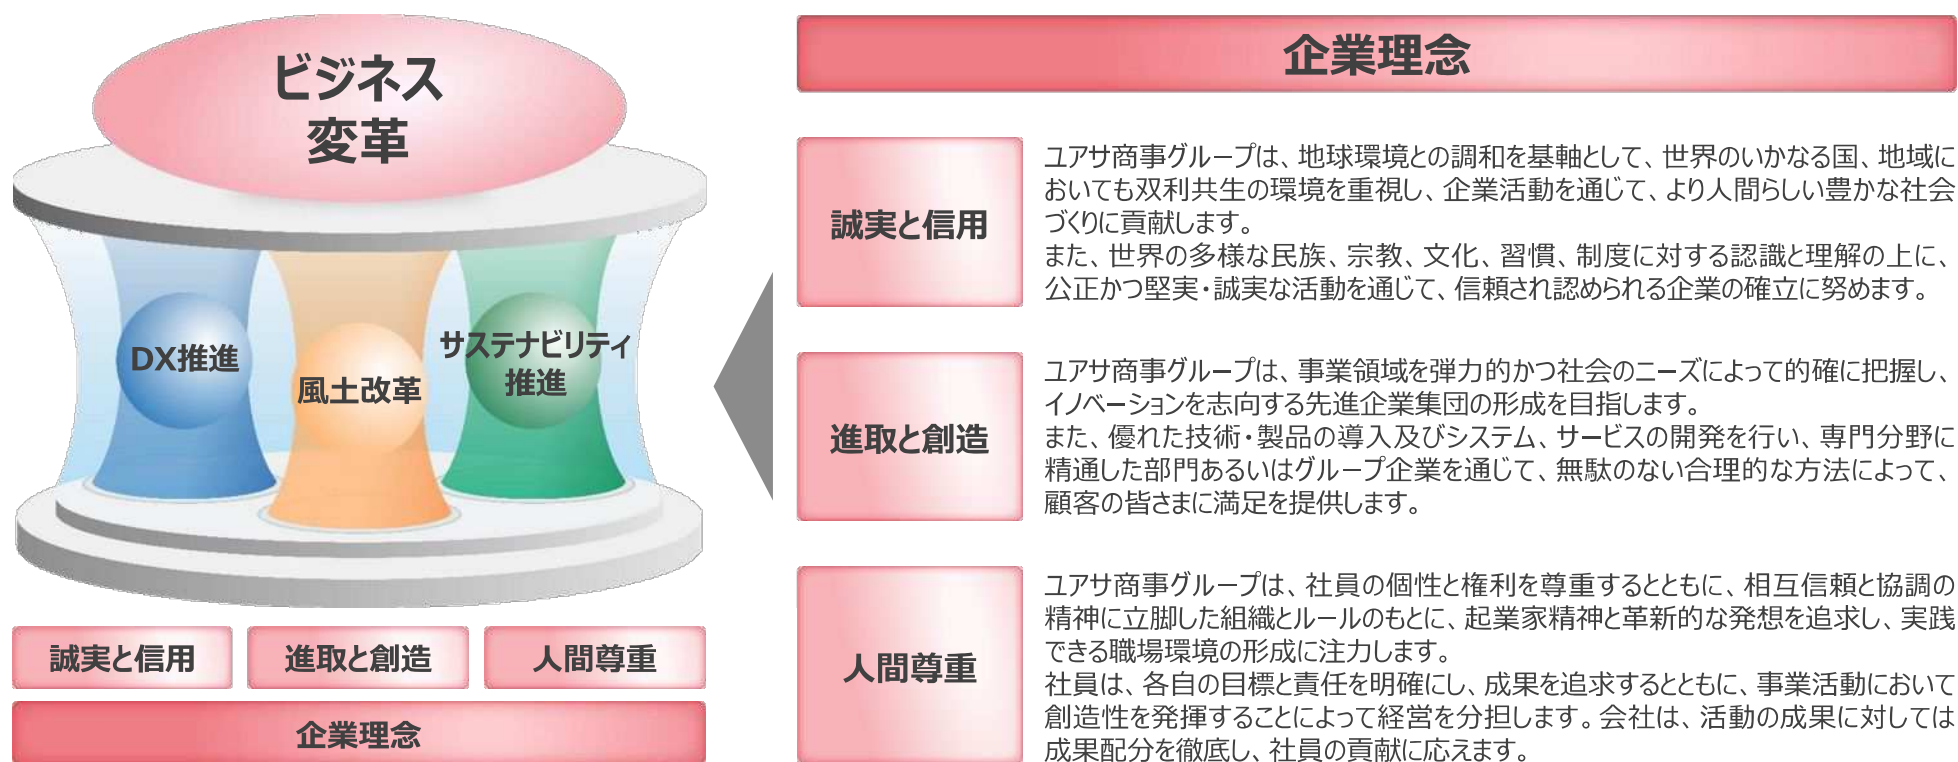 ビジネス
変革
DX推進
風土改革
サステナビリティ
推進
誠実と信用
進取と創造
人間尊重
企業理念
企業理念
誠実と信用
ユアサ商事グループは、地球環境との調和を基軸として、世界のいかなる国、地域に
おいても双利共生の環境を重視し、企業活動を通じて、より人間らしい豊かな社会
づくりに貢献します。
また、世界の多様な民族、宗教、文化、習慣、制度に対する認識と理解の上に、
公正かつ堅実・誠実な活動を通じて、信頼され認められる企業の確立に努めます。
進取と創造
ユアサ商事グループは、事業領域を弾力的かつ社会のニーズによって的確に把握し、
イノベーションを志向する先進企業集団の形成を目指します。
また、優れた技術・製品の導入及びシステム、サービスの開発を行い、専門分野に
精通した部門あるいはグループ企業を通じて、無駄のない合理的な方法によって、
顧客の皆さまに満足を提供します。
人間尊重
ユアサ商事グループは、社員の個性と権利を尊重するとともに、相互信頼と協調の
精神に立脚した組織とルールのもとに、起業家精神と革新的な発想を追求し、実践
できる職場環境の形成に注力します。
社員は、各自の目標と責任を明確にし、成果を追求するとともに、事業活動において
創造性を発揮することによって経営を分担します。会社は、活動の成果に対しては
成果配分を徹底し、社員の貢献に応えます。